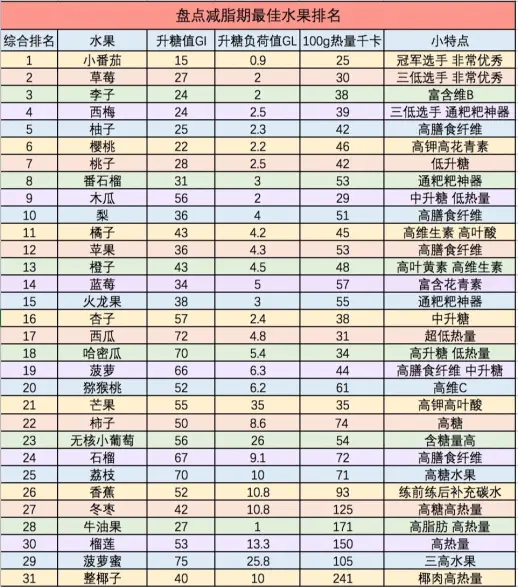 盘点减脂期最佳水果排名
综合排名 水果 升糖值GI 升糖负荷值GL 100g热量千卡 小特点
1 小番茄 15 0.9 25 冠军选手 非常优秀
2 草莓 27 2 30 三低选手 非常优秀
3 李子 24 2 38 富含维B
4 西梅 24 2.5 39 三低选手 通粑粑神器
5 柚子 25 2.3 42 高膳食纤维
6 樱桃 22 2.2 46 高钾高花青素
7 桃子 28 2.5 42 低升糖
8 番石榴 31 3 53 通粑粑神器
9 木瓜 56 2 29 中升糖 低热量
10 梨 36 4 51 高膳食纤维
11 橘子 43 4.2 45 高维生素 高叶酸
12 苹果 36 4.3 53 高膳食纤维
13 橙子 43 4.5 48 高叶黄素 高维生素
14 蓝莓 34 5 57 富含花青素
15 火龙果 38 3 55 通粑粑神器
16 杏子 57 2.4 38 中升糖
17 西瓜 72 4.8 31 超低热量
18 哈密瓜 70 5.4 34 高升糖 低热量
19 菠萝 66 6.3 44 高膳食纤维 中升糖
20 猕猴桃 52 6.2 61 高维C
21 芒果 55 35 35 高钾高叶酸
22 柿子 50 8.6 74 高糖
23 无核小葡萄 56 26 54 含糖量高
24 石榴 67 9.1 72 高膳食纤维
25 荔枝 70 10 71 高糖水果
26 香蕉 52 10.8 93 练前练后补充碳水
27 冬枣 42 10.8 125 高糖高热量
28 牛油果 27 1 171 高脂肪 高热量
30 榴莲 53 13.3 150 高热量
29 菠萝蜜 75 25.8 105 三高水果
31 整椰子 40 10 241 椰肉高热量